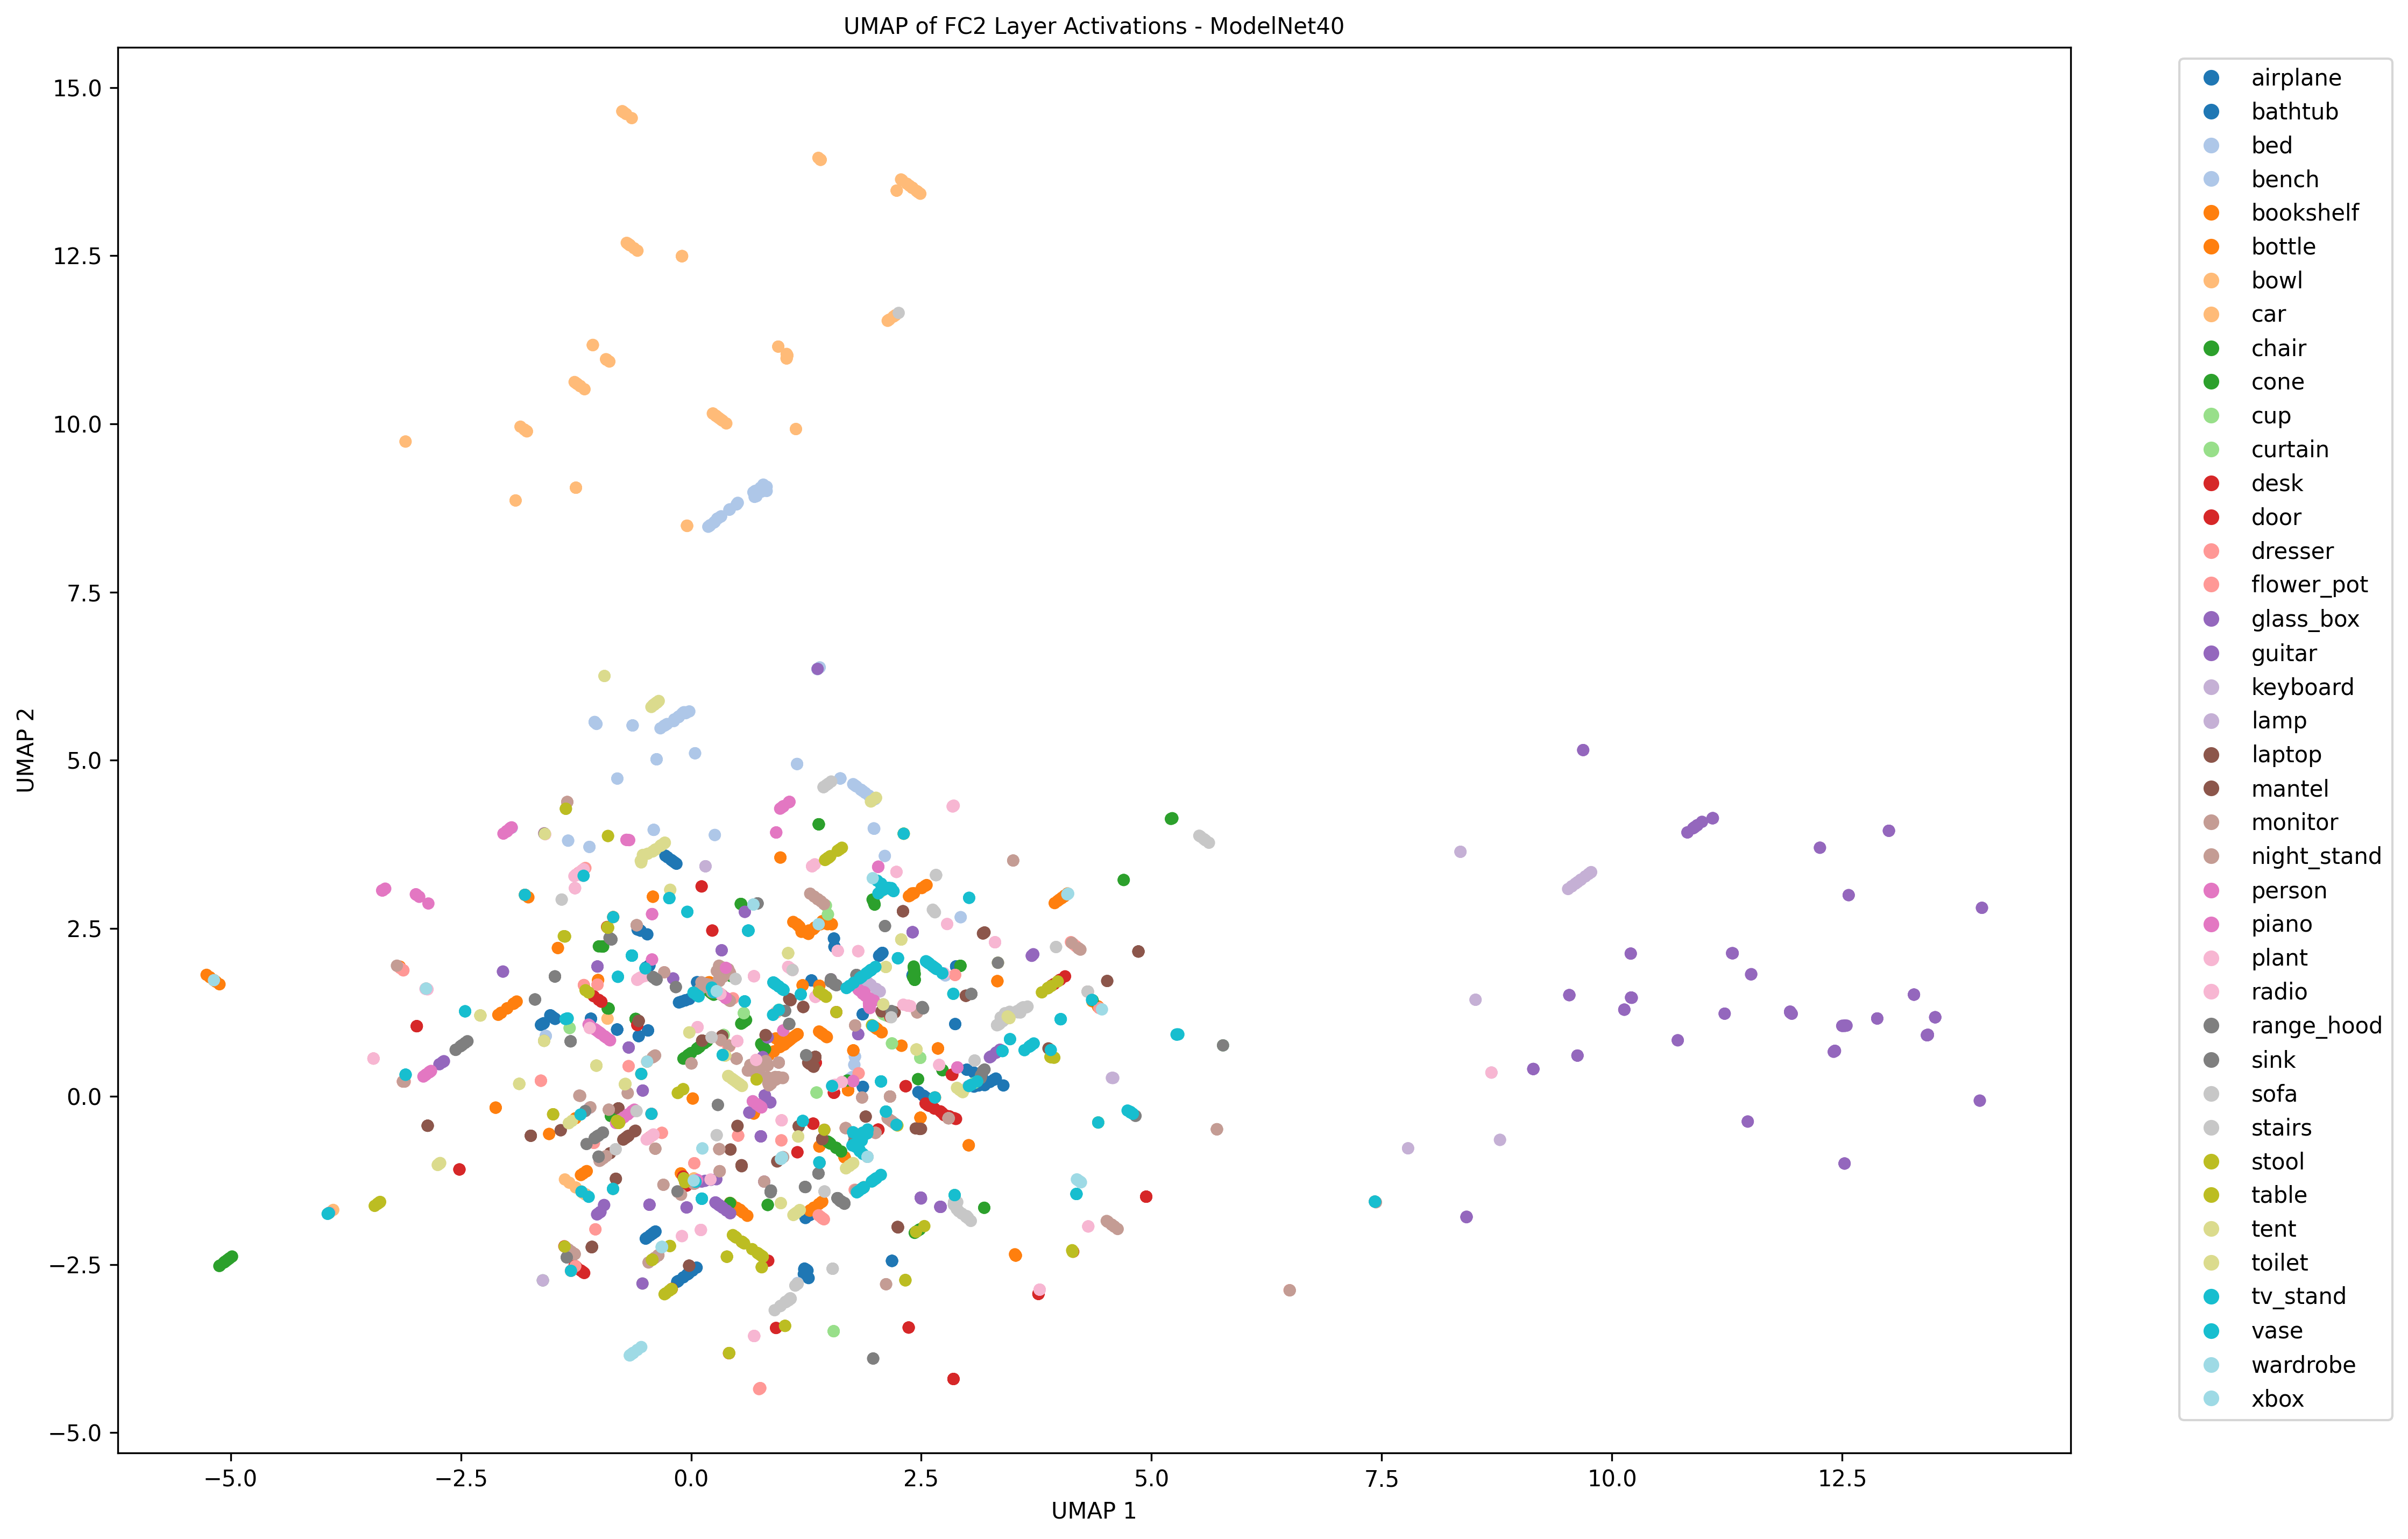 UMAP of FC2 Layer Activations - ModelNet40
15.0
12.5
10.0
7.5
5.0
2.5
0.0
−2.5
−5.0
UMAP 2
−5.0
−2.5
0.0
2.5
5.0
7.5
10.0
12.5
UMAP 1
airplane
bathtub
bed
bench
bookshelf
bottle
bowl
car
chair
cone
cup
curtain
desk
door
dresser
flower_pot
glass_box
guitar
keyboard
lamp
laptop
mantel
monitor
night_stand
person
piano
plant
radio
range_hood
sink
sofa
stairs
stool
table
tent
toilet
tv_stand
vase
wardrobe
xbox